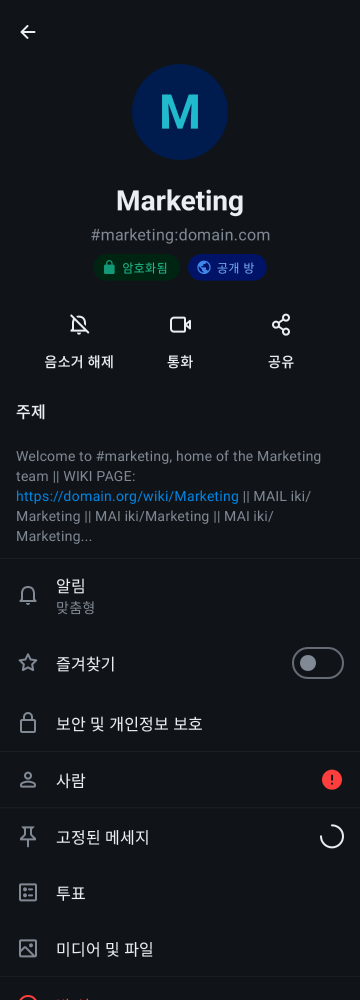 M
Marketing
#marketing:domain.com
암호화됨 공개 방
음소거 해제 통화 공유
주제
Welcome to #marketing, home of the Marketing
team || WIKI PAGE:
https://domain.org/wiki/Marketing || MAIL iki/
Marketing || MAI iki/Marketing || MAI iki/
Marketing...
알림
맞춤형
즐겨찾기
보안 및 개인정보 보호
사람
고정된 메세지
투표
미디어 및 파일